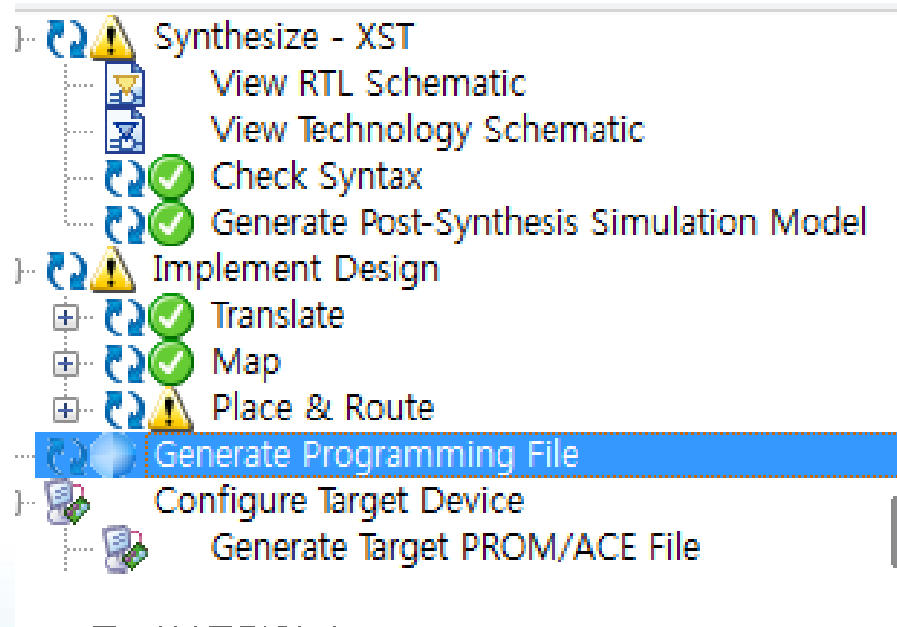 Synthesize - XST
View RTL Schematic
View Technology Schematic
Check Syntax
Generate Post-Synthesis Simulation Model
Implement Design
Translate
Map
Place & Route
Generate Programming File
Configure Target Device
Generate Target PROM/ACE File